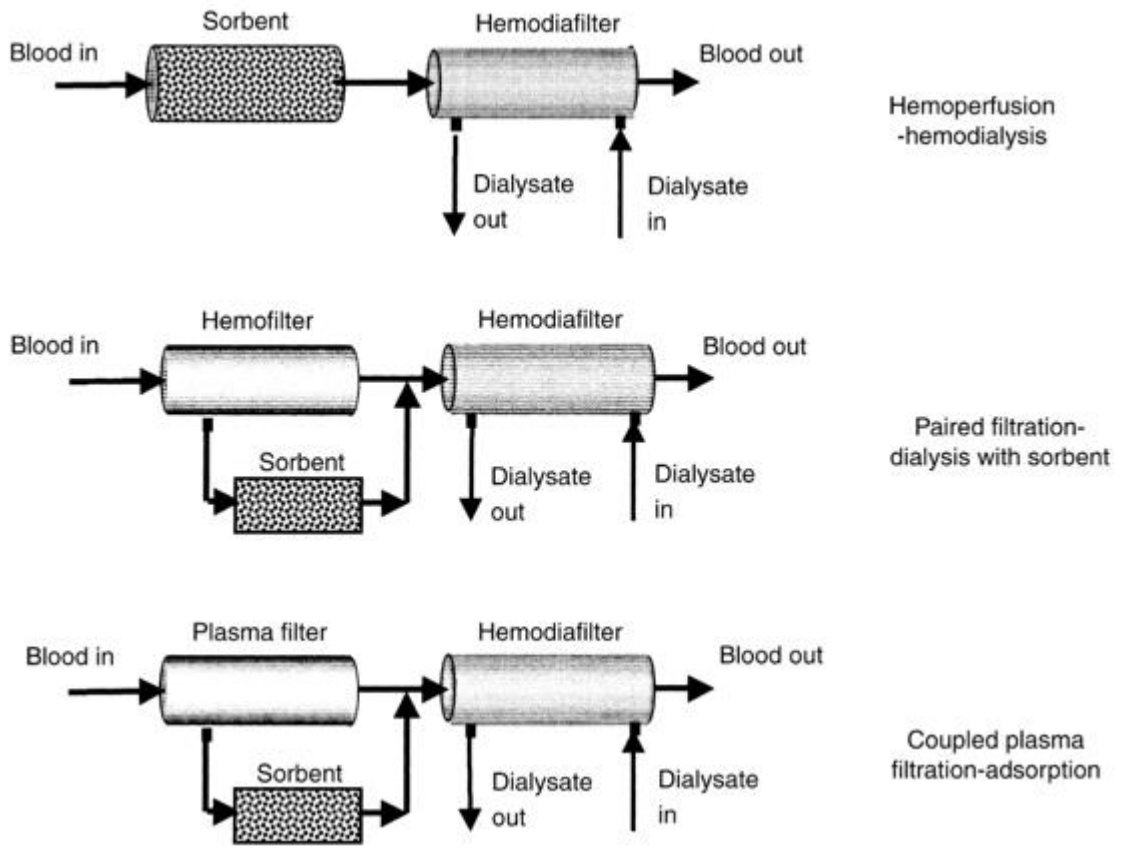 Sorbent
Hemodiafilter
Blood in
Blood out
Hemoperfusion
-hemodialysis
Dialysate
out
Dialysate
in
Hemofilter
Hemodiafilter
Blood in
Blood out
Paired filtration-
dialysis with sorbent
Sorbent
Dialysate
out
Dialysate
in
Plasma filter
Hemodiafilter
Blood in
Blood out
Coupled plasma
filtration-adsorption
Sorbent
Dialysate
out
Dialysate
in